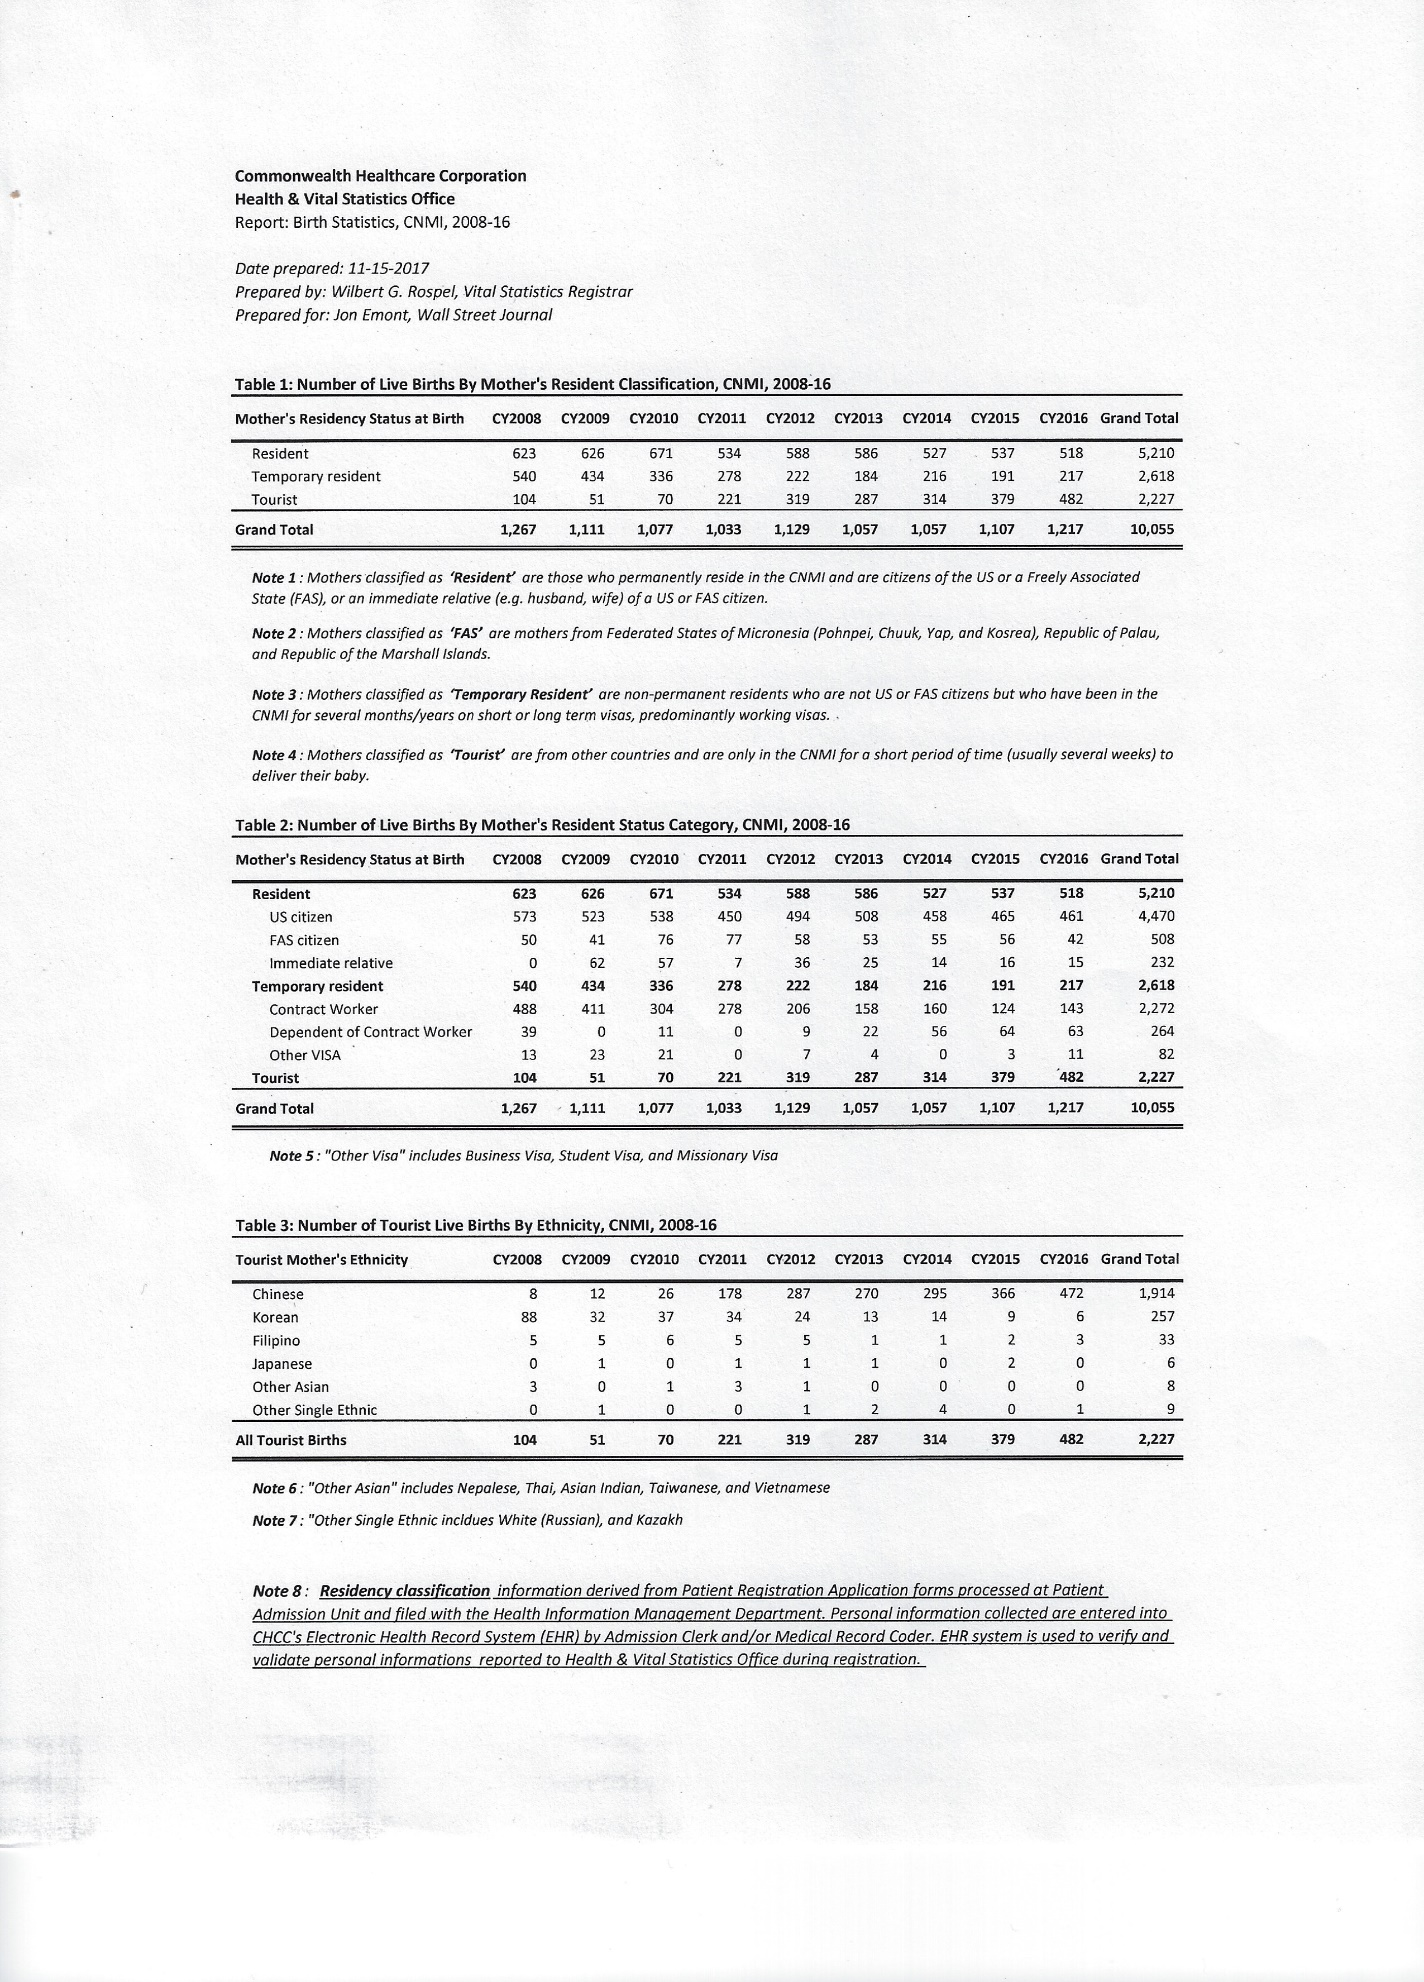 Commonwealth Healthcare Corporation
Health & Vital Statistics Office
Report: Birth Statistics, CNMI, 2008-16
Date prepared: 11-15-2017
Prepared by: Wilbert G. Rospel, Vital Statistics Registrar
Prepared for: Jon Emont, Wall Street Journal
Table 1: Number of Live Births By Mother's Resident Classification, CNMI, 2008-16
Mother's Residency Status at Birth CY2008 CY2009 CY2010 CY2011 CY2012 CY2013 CY2014 CY2015 CY2016 Grand Total
Resident 623 626 671 534 588 586 527 537 518 5,210
Temporary resident 540 434 336 278 222 184 216 191 217 2,618
Tourist 104 51 70 221 319 287 314 379 482 2,227
Grand Total 1,267 1,111 1,077 1,033 1,129 1,057 1,057 1,107 1,217 10,055
Note 1 : Mothers classified as 'Resident' are those who permanently reside in the CNMI and are citizens of the US or a Freely Associated
State (FAS), or an immediate relative (e.g. husband, wife) of a US or FAS citizen.
Note 2 : Mothers classified as 'FAS' are mothers from Federated States of Micronesia (Pohnpei, Chuuk, Yap, and Kosrea), Republic of Palau,
and Republic of the Marshall Islands.
Note 3 : Mothers classified as 'Temporary Resident' are non-permanent residents who are not US or FAS citizens but who have been in the
CNMI for several months/years on short or long term visas, predominantly working visas.
Note 4 : Mothers classified as 'Tourist' are from other countries and are only in the CNMI for a short period of time (usually several weeks) to
deliver their baby.
Table 2: Number of Live Births By Mother's Resident Status Category, CNMI, 2008-16
Mother's Residency Status at Birth CY2008 CY2009 CY2010 CY2011 CY2012 CY2013 CY2014 CY2015 CY2016 Grand Total
Resident 623 626 671 534 588 586 527 537 518 5,210
US citizen 573 523 538 450 494 508 458 465 461 4,470
FAS citizen 50 41 76 77 58 53 55 56 42 508
Immediate relative 0 62 57 7 36 25 14 16 15 232
Temporary resident 540 434 336 278 222 184 216 191 217 2,618
Contract Worker 488 411 304 278 206 158 160 124 143 2,272
Dependent of Contract Worker 39 0 11 0 9 22 56 64 63 264
Other VISA 13 23 21 0 7 4 0 3 11 82
Tourist 104 51 70 221 319 287 314 379 482 2,227
Grand Total 1,267 1,111 1,077 1,033 1,129 1,057 1,057 1,107 1,217 10,055
Note 5 : "Other Visa" includes Business Visa, Student Visa, and Missionary Visa
Table 3: Number of Tourist Live Births By Ethnicity, CNMI, 2008-16
Tourist Mother's Ethnicity CY2008 CY2009 CY2010 CY2011 CY2012 CY2013 CY2014 CY2015 CY2016 Grand Total
Chinese 8 12 26 178 287 270 295 366 472 1,914
Korean 88 32 37 34 24 13 14 9 6 257
Filipino 5 5 6 5 5 1 1 2 3 33
Japanese 0 1 0 1 1 1 0 2 0 6
Other Asian 3 0 1 3 1 0 0 0 0 8
Other Single Ethnic 0 1 0 0 1 2 4 0 1 9
All Tourist Births 104 51 70 221 319 287 314 379 482 2,227
Note 6 : "Other Asian" includes Nepalese, Thai, Asian Indian, Taiwanese, and Vietnamese
Note 7 : "Other Single Ethnic incldues White (Russian), and Kazakh
Note 8 : Residency classification information derived from Patient Registration Application forms processed at Patient
Admission Unit and filed with the Health Information Management Department. Personal information collected are entered into
CHCC's Electronic Health Record System (EHR) by Admission Clerk and/or Medical Record Coder. EHR system is used to verify and
validate personal informations reported to Health & Vital Statistics Office during registration.